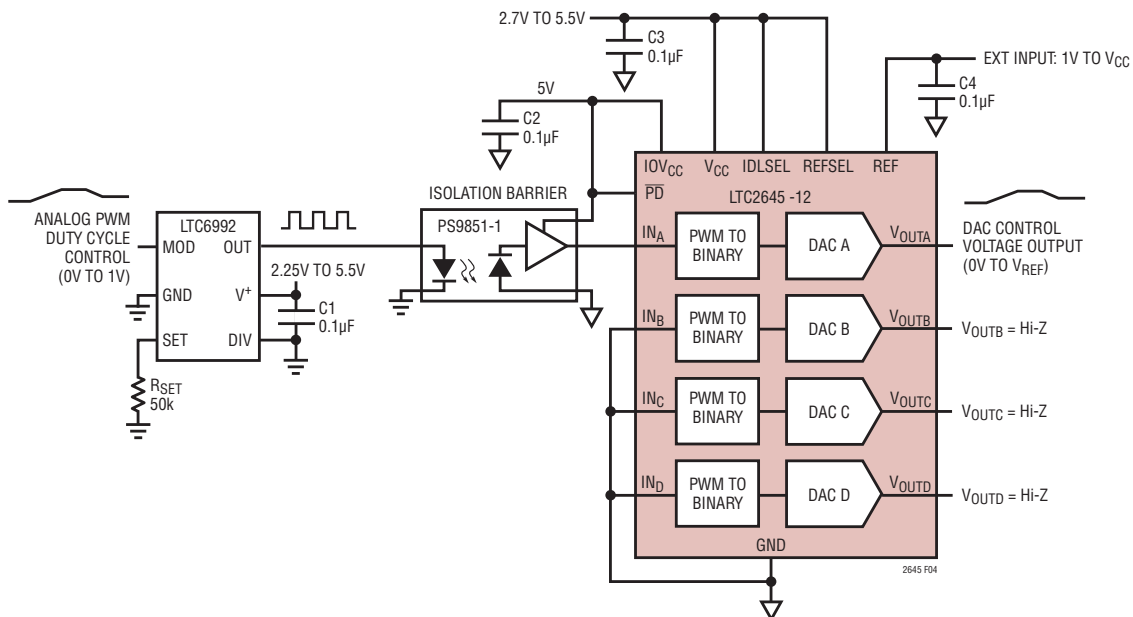 2.7V TO 5.5V
C3
0.1µF
EXT INPUT: 1V TO VCC
C4
0.1µF
5V
C2
0.1µF
IOVCC
VCC
IDLSEL
REFSEL
REF
PD
LTC2645 -12
ISOLATION BARRIER
PS9851-1
ANALOG PWM
DUTY CYCLE
CONTROL
(0V TO 1V)
LTC6992
MOD
OUT
GND
V+
SET
DIV
2.25V TO 5.5V
C1
0.1µF
RSET
50k
INA
PWM TO
BINARY
DAC A
VOUTA
DAC CONTROL
VOLTAGE OUTPUT
(0V TO VREF)
INB
PWM TO
BINARY
DAC B
VOUTB
VOUTB = Hi-Z
INC
PWM TO
BINARY
DAC C
VOUTC
VOUTC = Hi-Z
IND
PWM TO
BINARY
DAC D
VOUTD
VOUTD = Hi-Z
GND
2645 F04